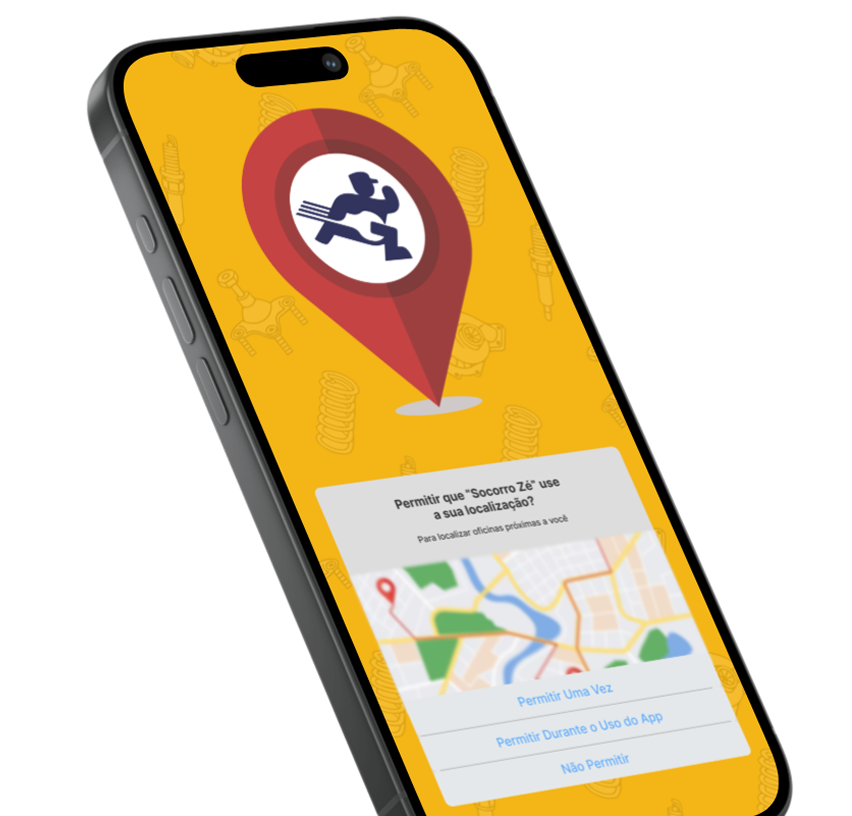 Permitir que "Socorro Zé" use
a sua localização?
Para localizar oficinas próximas a você
Permitir Uma Vez
Permitir Durante o Uso do App
Não Permitir